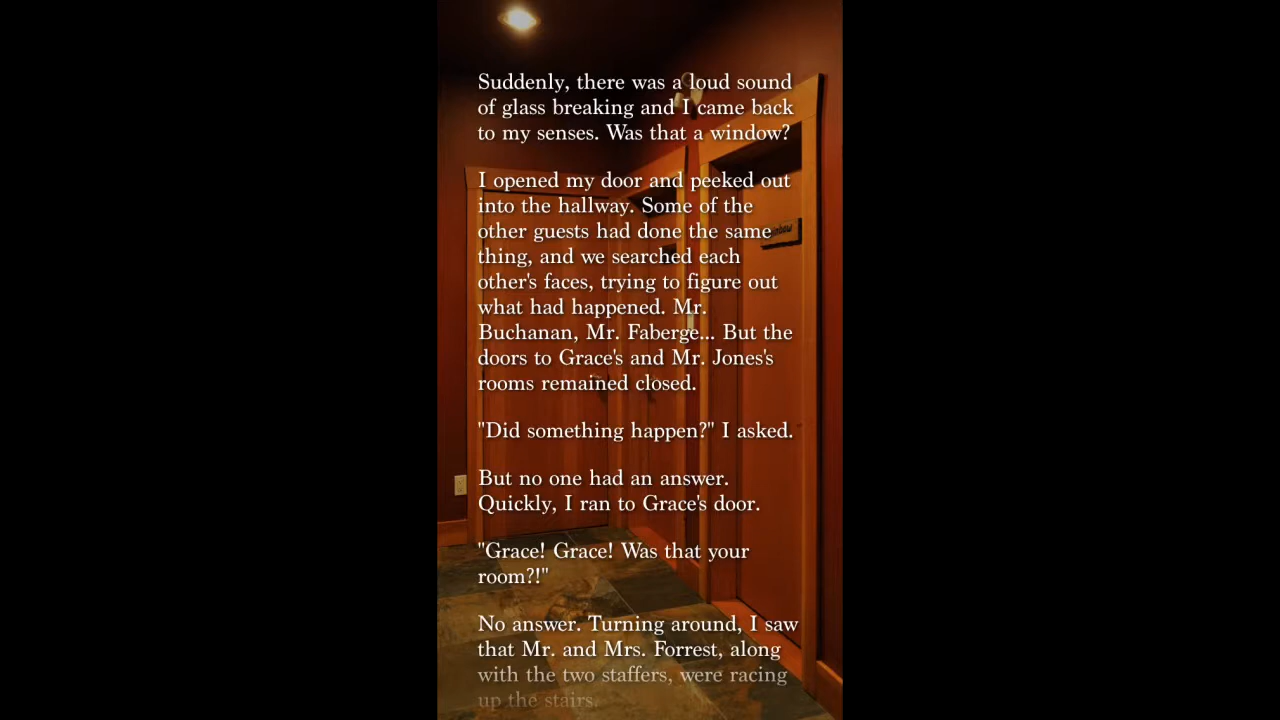 Suddenly, there was a loud sound
of glass breaking and I came back
to my senses. Was that a window?
I opened my door and peeked out
into the hallway. Some of the
other guests had done the same
thing, and we searched each
other's faces, trying to figure out
what had happened. Mr.
Buchanan, Mr. Faberge... But the
doors to Grace's and Mr. Jones's
rooms remained closed.
"Did something happen?" I asked.
But no one had an answer.
Quickly, I ran to Grace's door.
"Grace! Grace! Was that your
room?!"
No answer. Turning around, I saw
that Mr. and Mrs. Forrest, along
with the two staffers, were racing
up the stairs.